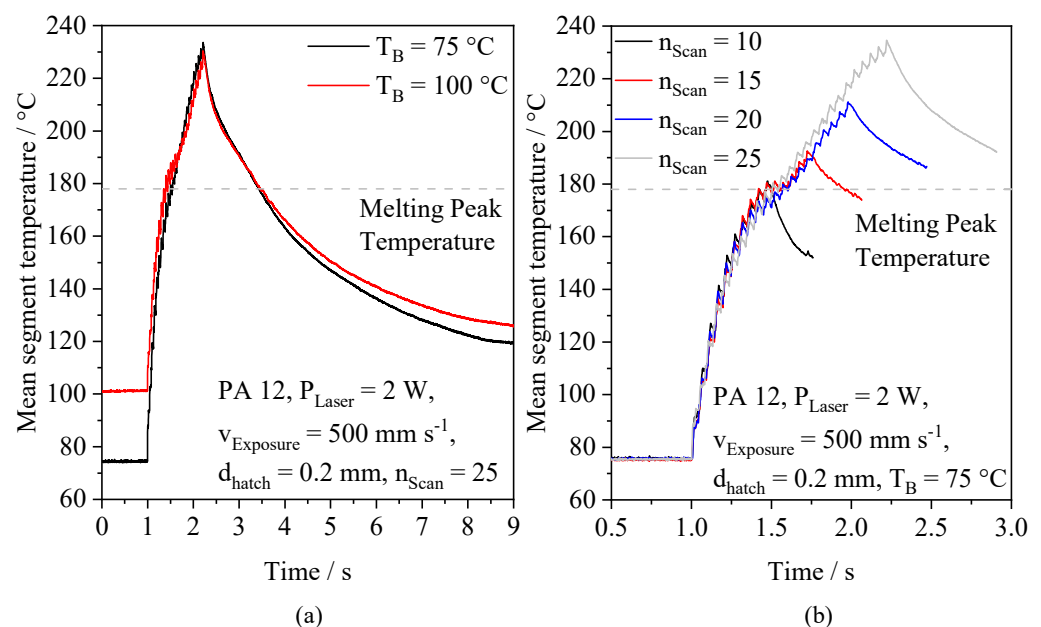 240
220
200
180
160
140
120
100
80
60
Mean segment temperature / °C
T_B = 75 °C
T_B = 100 °C
Melting Peak
Temperature
PA 12, P_Laser = 2 W,
v_Exposure = 500 mm s^-1,
d_hatch = 0.2 mm, n_Scan = 25
0 1 2 3 4 5 6 7 8 9
Time / s
(a)
240
220
200
180
160
140
120
100
80
60
Mean segment temperature / °C
n_Scan = 10
n_Scan = 15
n_Scan = 20
n_Scan = 25
Melting Peak
Temperature
PA 12, P_Laser = 2 W,
v_Exposure = 500 mm s^-1,
d_hatch = 0.2 mm, T_B = 75 °C
0.5 1.0 1.5 2.0 2.5 3.0
Time / s
(b)